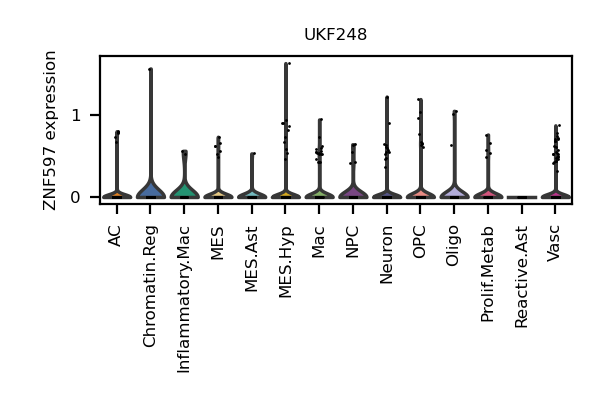 UKF248
ZNF597 expression
1
0
AC
Chromatin.Reg
Inflammatory.Mac
MES
MES.Ast
MES.Hyp
Mac
NPC
Neuron
OPC
Oligo
Prolif.Metab
Reactive.Ast
Vasc